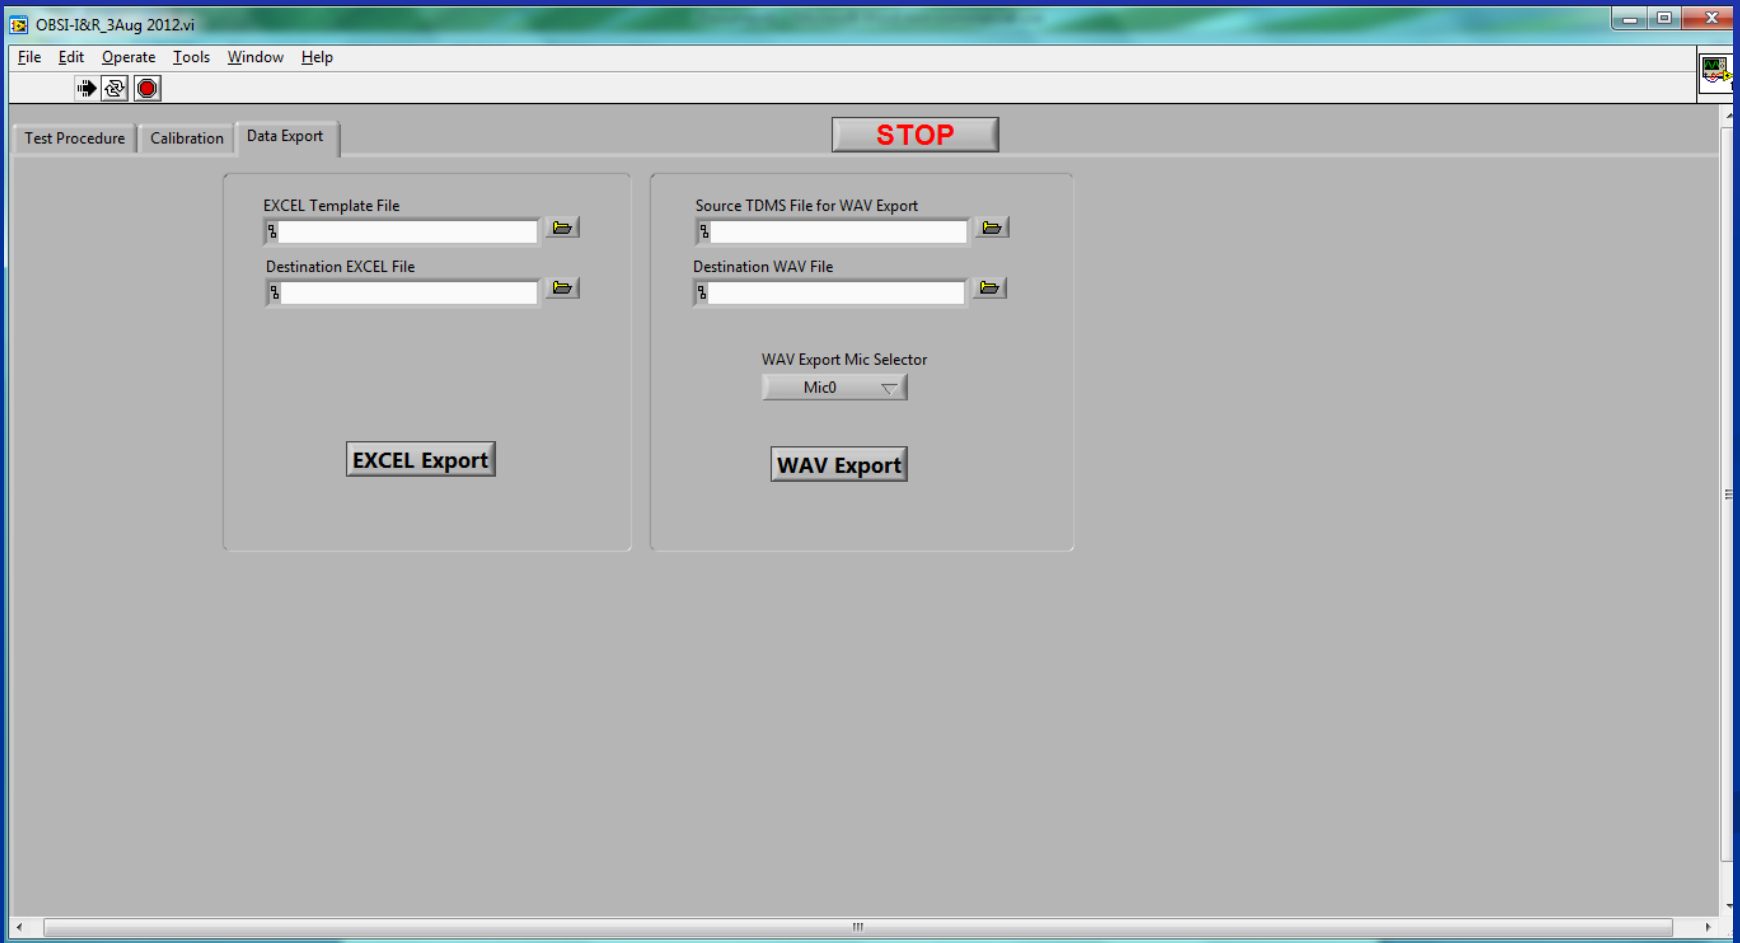 OBSI-I&R_3Aug 2012.vi
File Edit Operate Tools Window Help
Test Procedure Calibration Data Export
STOP
EXCEL Template File
Destination EXCEL File
EXCEL Export
Source TDMS File for WAV Export
Destination WAV File
WAV Export Mic Selector
Mic0
WAV Export